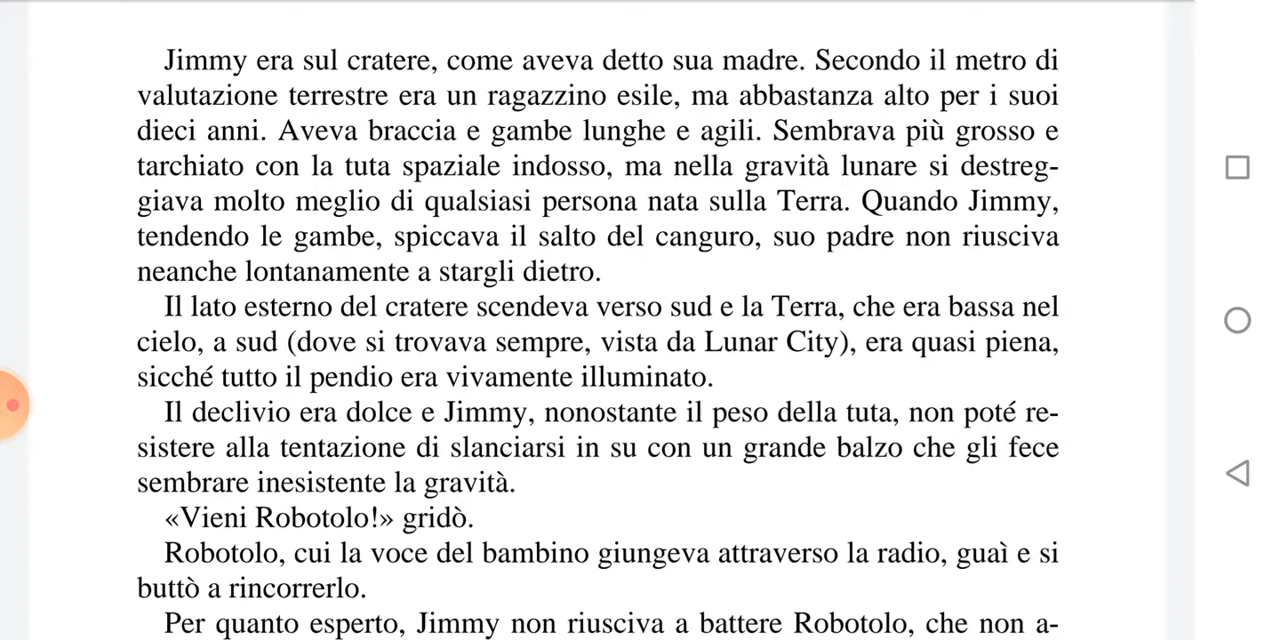 Jimmy era sul cratere, come aveva detto sua madre. Secondo il metro di
valutazione terrestre era un ragazzino esile, ma abbastanza alto per i suoi
dieci anni. Aveva braccia e gambe lunghe e agili. Sembrava più grosso e
tarchiato con la tuta spaziale indosso, ma nella gravità lunare si destreg-
giava molto meglio di qualsiasi persona nata sulla Terra. Quando Jimmy,
tendendo le gambe, spiccava il salto del canguro, suo padre non riusciva
neanche lontanamente a stargli dietro.
Il lato esterno del cratere scendeva verso sud e la Terra, che era bassa nel
cielo, a sud (dove si trovava sempre, vista da Lunar City), era quasi piena,
sicché tutto il pendio era vivamente illuminato.
Il declivio era dolce e Jimmy, nonostante il peso della tuta, non poté re-
sistere alla tentazione di slanciarsi in su con un grande balzo che gli fece
sembrare inesistente la gravità.
«Vieni Robotolo!» gridò.
Robotolo, cui la voce del bambino giungeva attraverso la radio, guaì e si
buttò a rincorrerlo.
Per quanto esperto, Jimmy non riusciva a battere Robotolo, che non a-